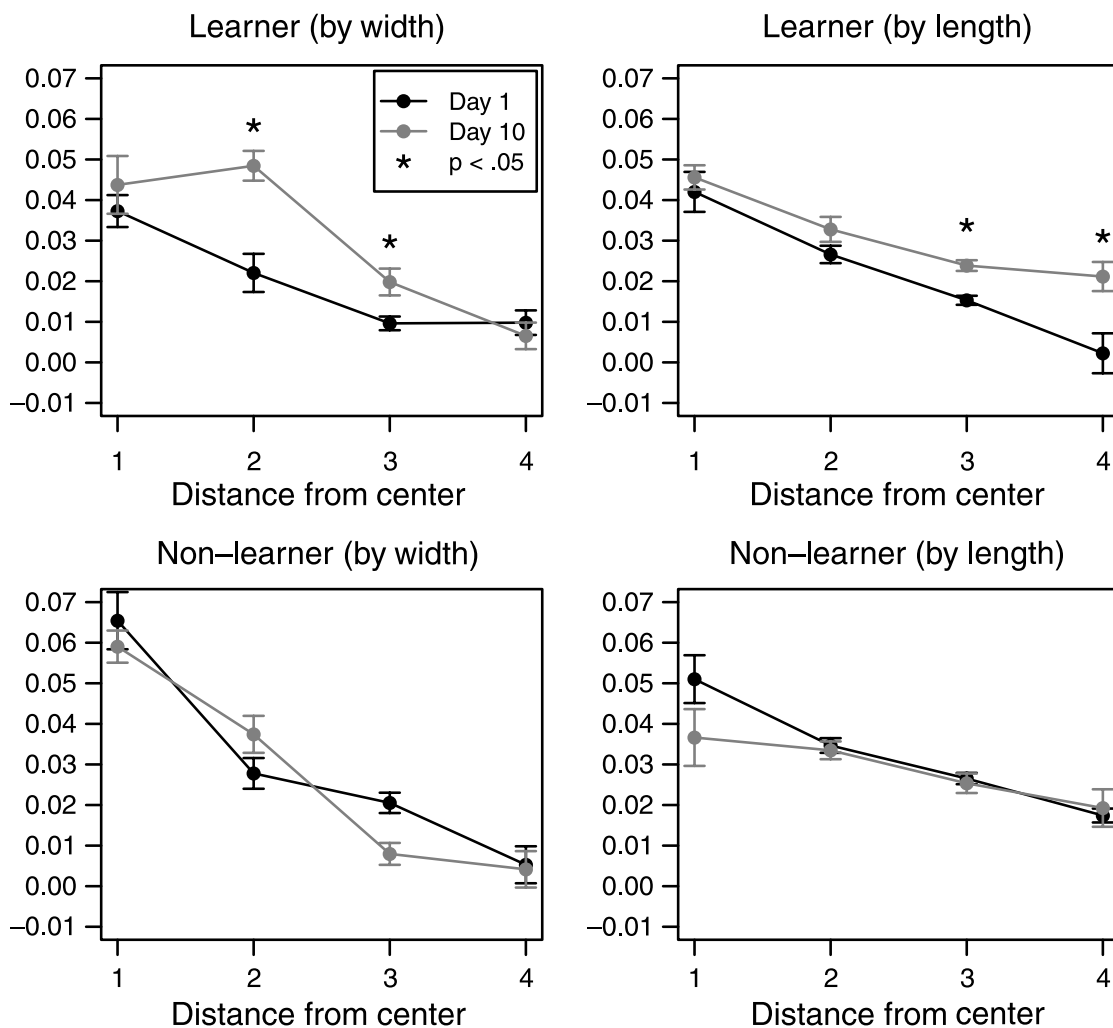 Learner (by width)
0.07
0.06
0.05
0.04
0.03
0.02
0.01
0.00
−0.01
Day 1
Day 10
* p < .05
*
*
1 2 3 4
Distance from center
Learner (by length)
0.07
0.06
0.05
0.04
0.03
0.02
0.01
0.00
−0.01
*
*
1 2 3 4
Distance from center
Non−learner (by width)
0.07
0.06
0.05
0.04
0.03
0.02
0.01
0.00
−0.01
1 2 3 4
Distance from center
Non−learner (by length)
0.07
0.06
0.05
0.04
0.03
0.02
0.01
0.00
−0.01
1 2 3 4
Distance from center